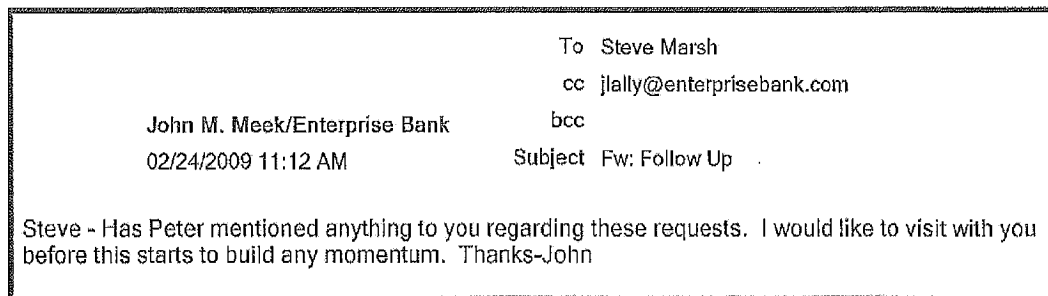 To Steve Marsh
cc jlally@enterprisebank.com
John M. Meek/Enterprise Bank bcc
02/24/2009 11:12 AM Subject Fw: Follow Up
Steve - Has Peter mentioned anything to you regarding these requests. I would like to visit with you
before this starts to build any momentum. Thanks-John